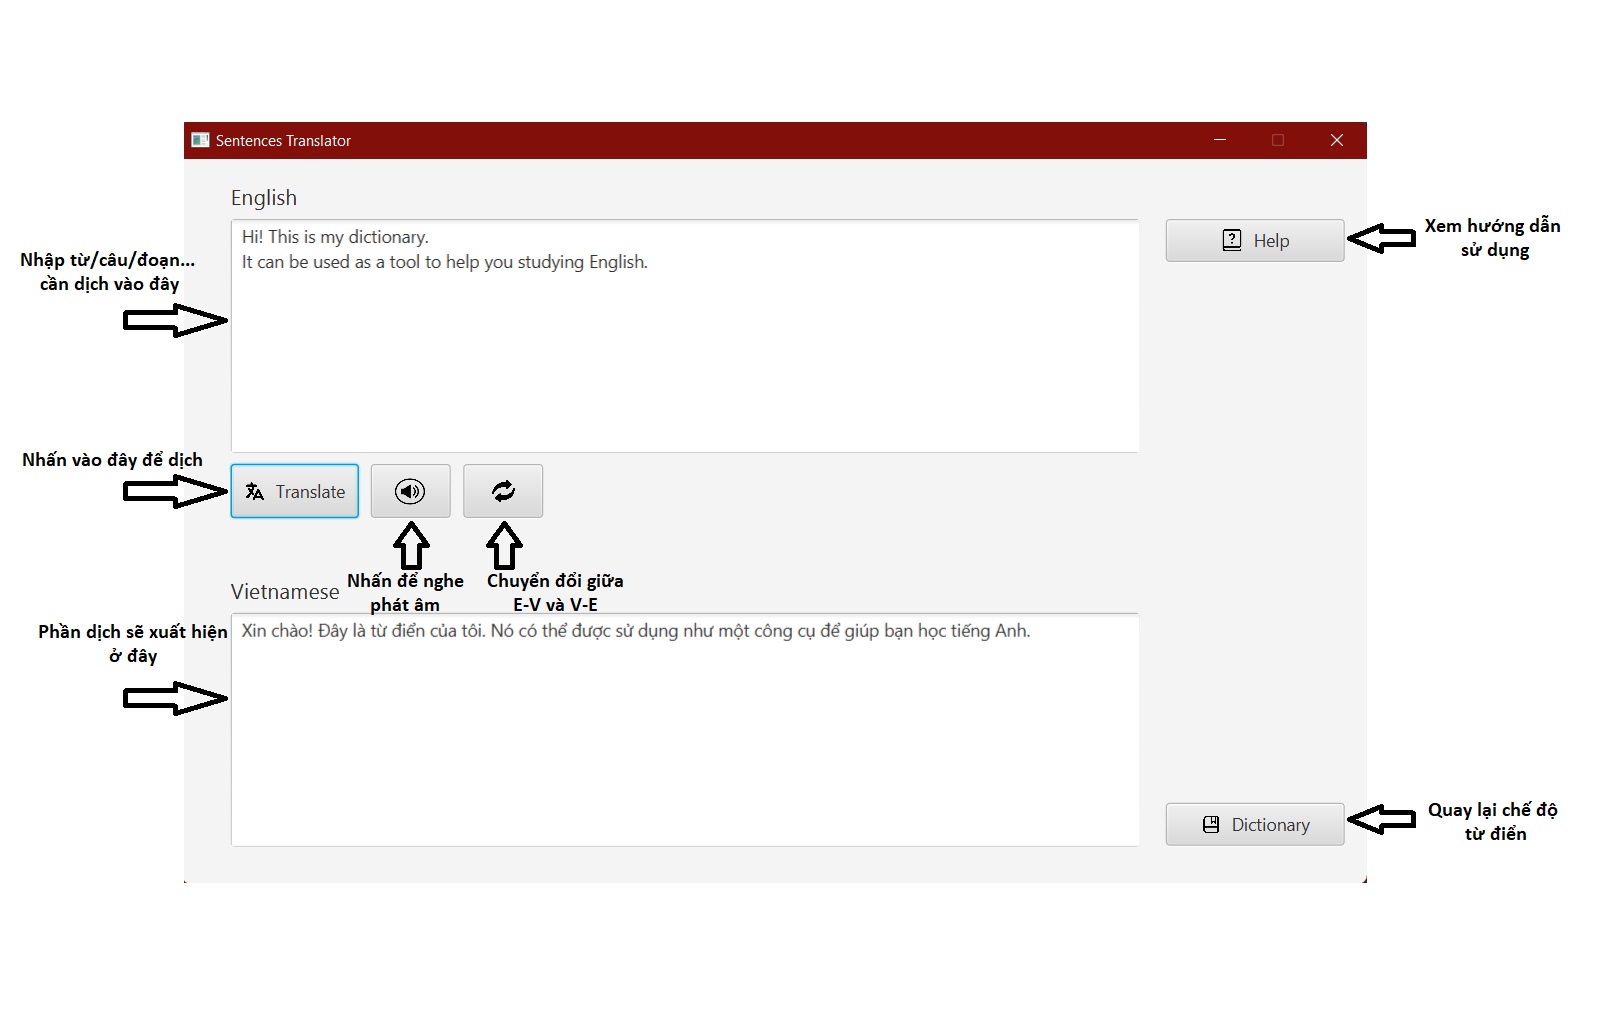 Sentences Translator
English
Hi! This is my dictionary.
It can be used as a tool to help you studying English.
Help
Xem hướng dẫn
sử dụng
Nhập từ/câu/đoạn...
cần dịch vào đây
Nhấn vào đây để dịch
Translate
Nhấn để nghe
phát âm
Chuyển đổi giữa
E-V và V-E
Vietnamese
Phần dịch sẽ xuất hiện
ở đây
Xin chào! Đây là từ điển của tôi. Nó có thể được sử dụng như một công cụ để giúp bạn học tiếng Anh.
Dictionary
Quay lại chế độ
từ điển